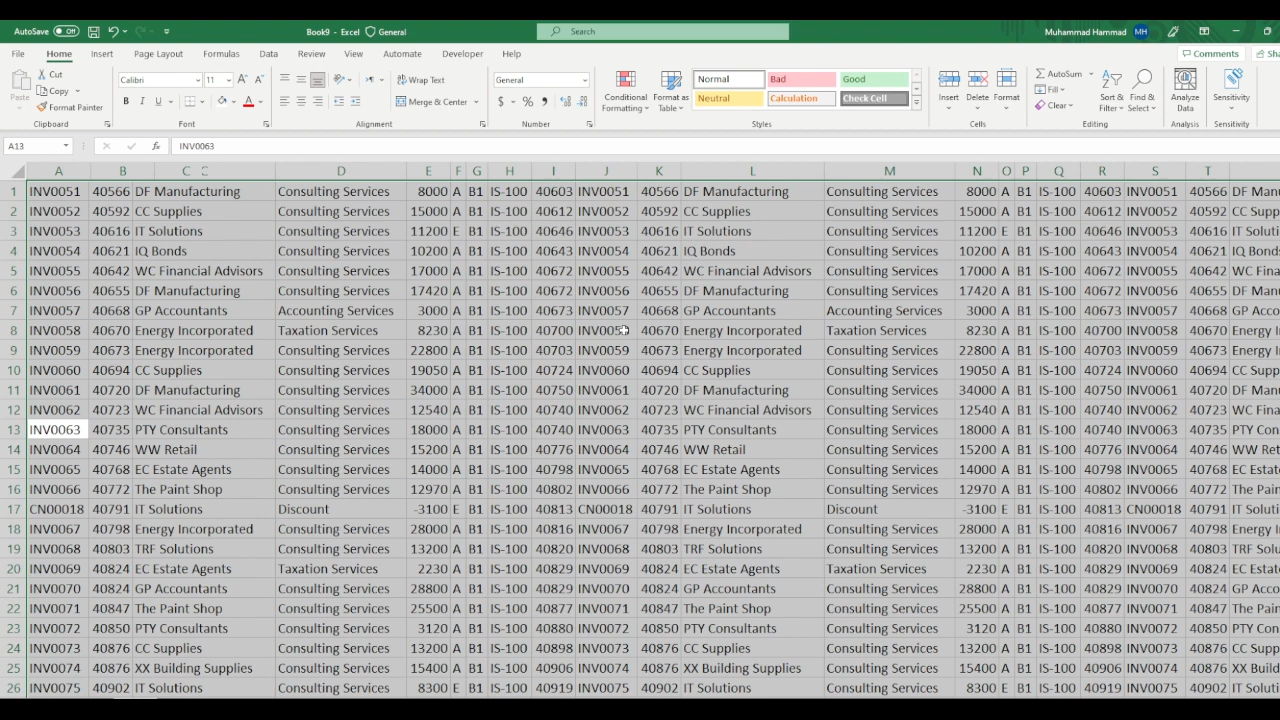 AutoSave Off Book9 - Excel General Search Muhammad Hammad MH
File Home Insert Draw Page Layout Formulas Data Review View Automate Developer Help Comments
Paste Cut Copy Format Painter Clipboard
Calibri 11 B I U Font
Wrap Text Merge & Center Alignment
General $ % Number
Conditional Formatting Format as Table Normal Bad Good Neutral Calculation Check Cell Styles
Insert Delete Format Cells
AutoSum Fill Clear Sort & Filter Find & Select Editing
Analyze Data Analysis Sensitivity Sensitivity
A13 fx INV0063
A B C C D E F G H I J K L M N O P Q R S T
1 INV0051 40566 DF Manufacturing Consulting Services 8000 A B1 IS-100 40603 INV0051 40566 DF Manufacturing Consulting Services 8000 A B1 IS-100 40603 INV0051 40566 DF Manuf
2 INV0052 40592 CC Supplies Consulting Services 15000 A B1 IS-100 40612 INV0052 40592 CC Supplies Consulting Services 15000 A B1 IS-100 40612 INV0052 40592 CC Supp
3 INV0053 40616 IT Solutions Consulting Services 11200 E B1 IS-100 40646 INV0053 40616 IT Solutions Consulting Services 11200 E B1 IS-100 40646 INV0053 40616 IT Soluti
4 INV0054 40621 IQ Bonds Consulting Services 10200 A B1 IS-100 40643 INV0054 40621 IQ Bonds Consulting Services 10200 A B1 IS-100 40643 INV0054 40621 IQ Bond
5 INV0055 40642 WC Financial Advisors Consulting Services 17000 A B1 IS-100 40672 INV0055 40642 WC Financial Advisors Consulting Services 17000 A B1 IS-100 40672 INV0055 40642 WC Fina
6 INV0056 40655 DF Manufacturing Consulting Services 17420 A B1 IS-100 40672 INV0056 40655 DF Manufacturing Consulting Services 17420 A B1 IS-100 40672 INV0056 40655 DF Manuf
7 INV0057 40668 GP Accountants Accounting Services 3000 A B1 IS-100 40673 INV0057 40668 GP Accountants Accounting Services 3000 A B1 IS-100 40673 INV0057 40668 GP Accou
8 INV0058 40670 Energy Incorporated Taxation Services 8230 A B1 IS-100 40700 INV0058 40670 Energy Incorporated Taxation Services 8230 A B1 IS-100 40700 INV0058 40670 Energy In
9 INV0059 40673 Energy Incorporated Consulting Services 22800 A B1 IS-100 40703 INV0059 40673 Energy Incorporated Consulting Services 22800 A B1 IS-100 40703 INV0059 40673 Energy In
10 INV0060 40694 CC Supplies Consulting Services 19050 A B1 IS-100 40724 INV0060 40694 CC Supplies Consulting Services 19050 A B1 IS-100 40724 INV0060 40694 CC Supp
11 INV0061 40720 DF Manufacturing Consulting Services 34000 A B1 IS-100 40750 INV0061 40720 DF Manufacturing Consulting Services 34000 A B1 IS-100 40750 INV0061 40720 DF Manuf
12 INV0062 40723 WC Financial Advisors Consulting Services 12540 A B1 IS-100 40740 INV0062 40723 WC Financial Advisors Consulting Services 12540 A B1 IS-100 40740 INV0062 40723 WC Fina
13 INV0063 40735 PTY Consultants Consulting Services 18000 A B1 IS-100 40740 INV0063 40735 PTY Consultants Consulting Services 18000 A B1 IS-100 40740 INV0063 40735 PTY Cons
14 INV0064 40746 WW Retail Consulting Services 15200 A B1 IS-100 40776 INV0064 40746 WW Retail Consulting Services 15200 A B1 IS-100 40776 INV0064 40746 WW Reta
15 INV0065 40768 EC Estate Agents Consulting Services 14000 A B1 IS-100 40798 INV0065 40768 EC Estate Agents Consulting Services 14000 A B1 IS-100 40798 INV0065 40768 EC Estate
16 INV0066 40772 The Paint Shop Consulting Services 12970 A B1 IS-100 40802 INV0066 40772 The Paint Shop Consulting Services 12970 A B1 IS-100 40802 INV0066 40772 The Paint
17 CN00018 40791 IT Solutions Discount -3100 E B1 IS-100 40813 CN00018 40791 IT Solutions Discount -3100 E B1 IS-100 40813 CN00018 40791 IT Soluti
18 INV0067 40798 Energy Incorporated Consulting Services 28000 A B1 IS-100 40816 INV0067 40798 Energy Incorporated Consulting Services 28000 A B1 IS-100 40816 INV0067 40798 Energy In
19 INV0068 40803 TRF Solutions Consulting Services 13200 A B1 IS-100 40820 INV0068 40803 TRF Solutions Consulting Services 13200 A B1 IS-100 40820 INV0068 40803 TRF Solut
20 INV0069 40824 EC Estate Agents Taxation Services 2230 A B1 IS-100 40829 INV0069 40824 EC Estate Agents Taxation Services 2230 A B1 IS-100 40829 INV0069 40824 EC Estate
21 INV0070 40824 GP Accountants Consulting Services 28800 A B1 IS-100 40829 INV0070 40824 GP Accountants Consulting Services 28800 A B1 IS-100 40829 INV0070 40824 GP Accou
22 INV0071 40847 The Paint Shop Consulting Services 25500 A B1 IS-100 40877 INV0071 40847 The Paint Shop Consulting Services 25500 A B1 IS-100 40877 INV0071 40847 The Paint
23 INV0072 40850 PTY Consultants Consulting Services 3120 A B1 IS-100 40880 INV0072 40850 PTY Consultants Consulting Services 3120 A B1 IS-100 40880 INV0072 40850 PTY Cons
24 INV0073 40876 CC Supplies Consulting Services 13200 A B1 IS-100 40898 INV0073 40876 CC Supplies Consulting Services 13200 A B1 IS-100 40898 INV0073 40876 CC Supp
25 INV0074 40876 XX Building Supplies Consulting Services 15400 A B1 IS-100 40906 INV0074 40876 XX Building Supplies Consulting Services 15400 A B1 IS-100 40906 INV0074 40876 XX Buildi
26 INV0075 40902 IT Solutions Consulting Services 8300 E B1 IS-100 40919 INV0075 40902 IT Solutions Consulting Services 8300 E B1 IS-100 40919 INV0075 40902 IT Soluti